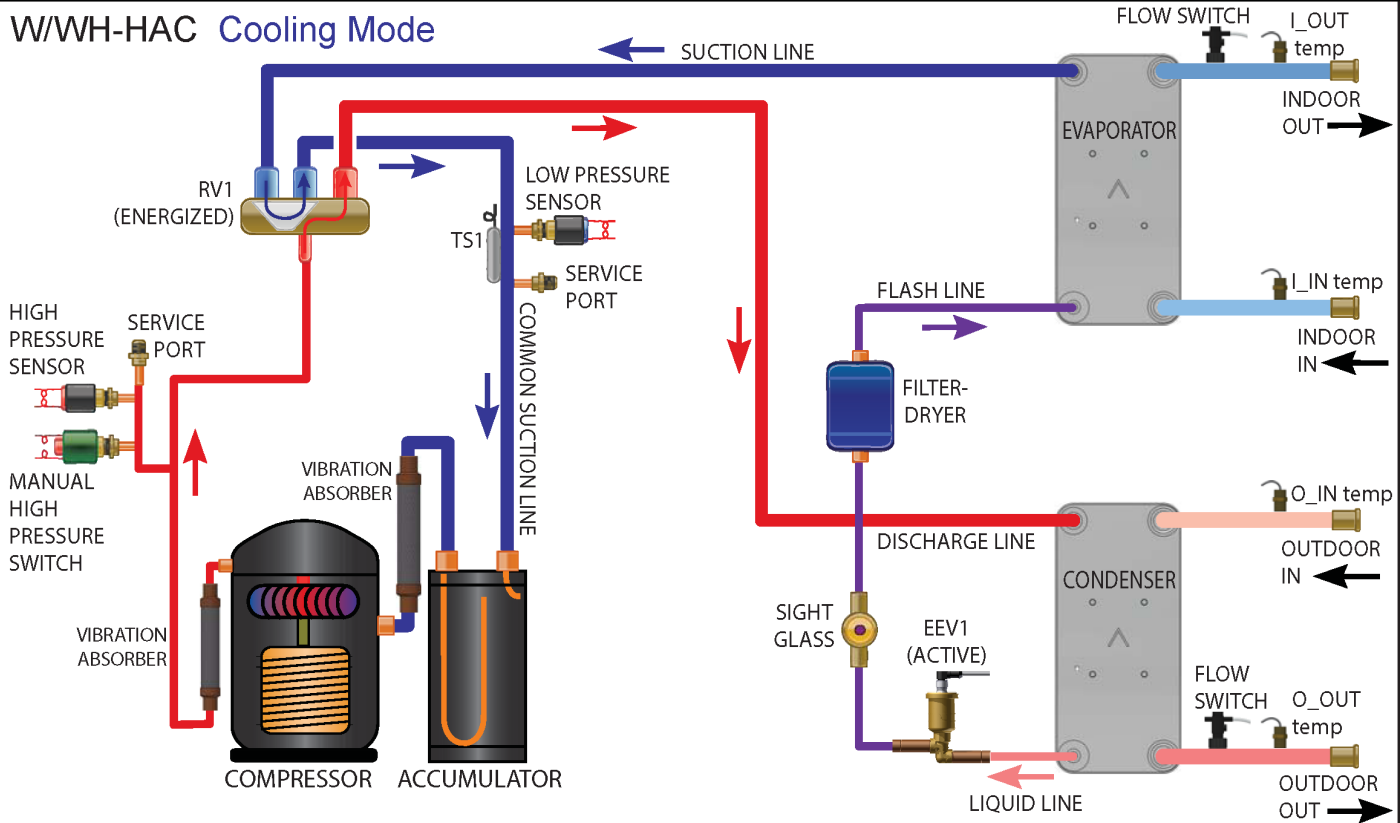 W/WH-HAC Cooling Mode
FLOW SWITCH
I_OUT
temp
SUCTION LINE
INDOOR
OUT
EVAPORATOR
RV1
(ENERGIZED)
LOW PRESSURE
SENSOR
TS1
SERVICE
PORT
FLASH LINE
I_IN temp
INDOOR
IN
HIGH
PRESSURE
SENSOR
SERVICE
PORT
COMMON SUCTION LINE
FILTER-
DRYER
MANUAL
HIGH
PRESSURE
SWITCH
VIBRATION
ABSORBER
O_IN temp
DISCHARGE LINE
OUTDOOR
IN
CONDENSER
SIGHT
GLASS
EEV1
(ACTIVE)
VIBRATION
ABSORBER
FLOW
SWITCH
O_OUT
temp
COMPRESSOR
ACCUMULATOR
LIQUID LINE
OUTDOOR
OUT